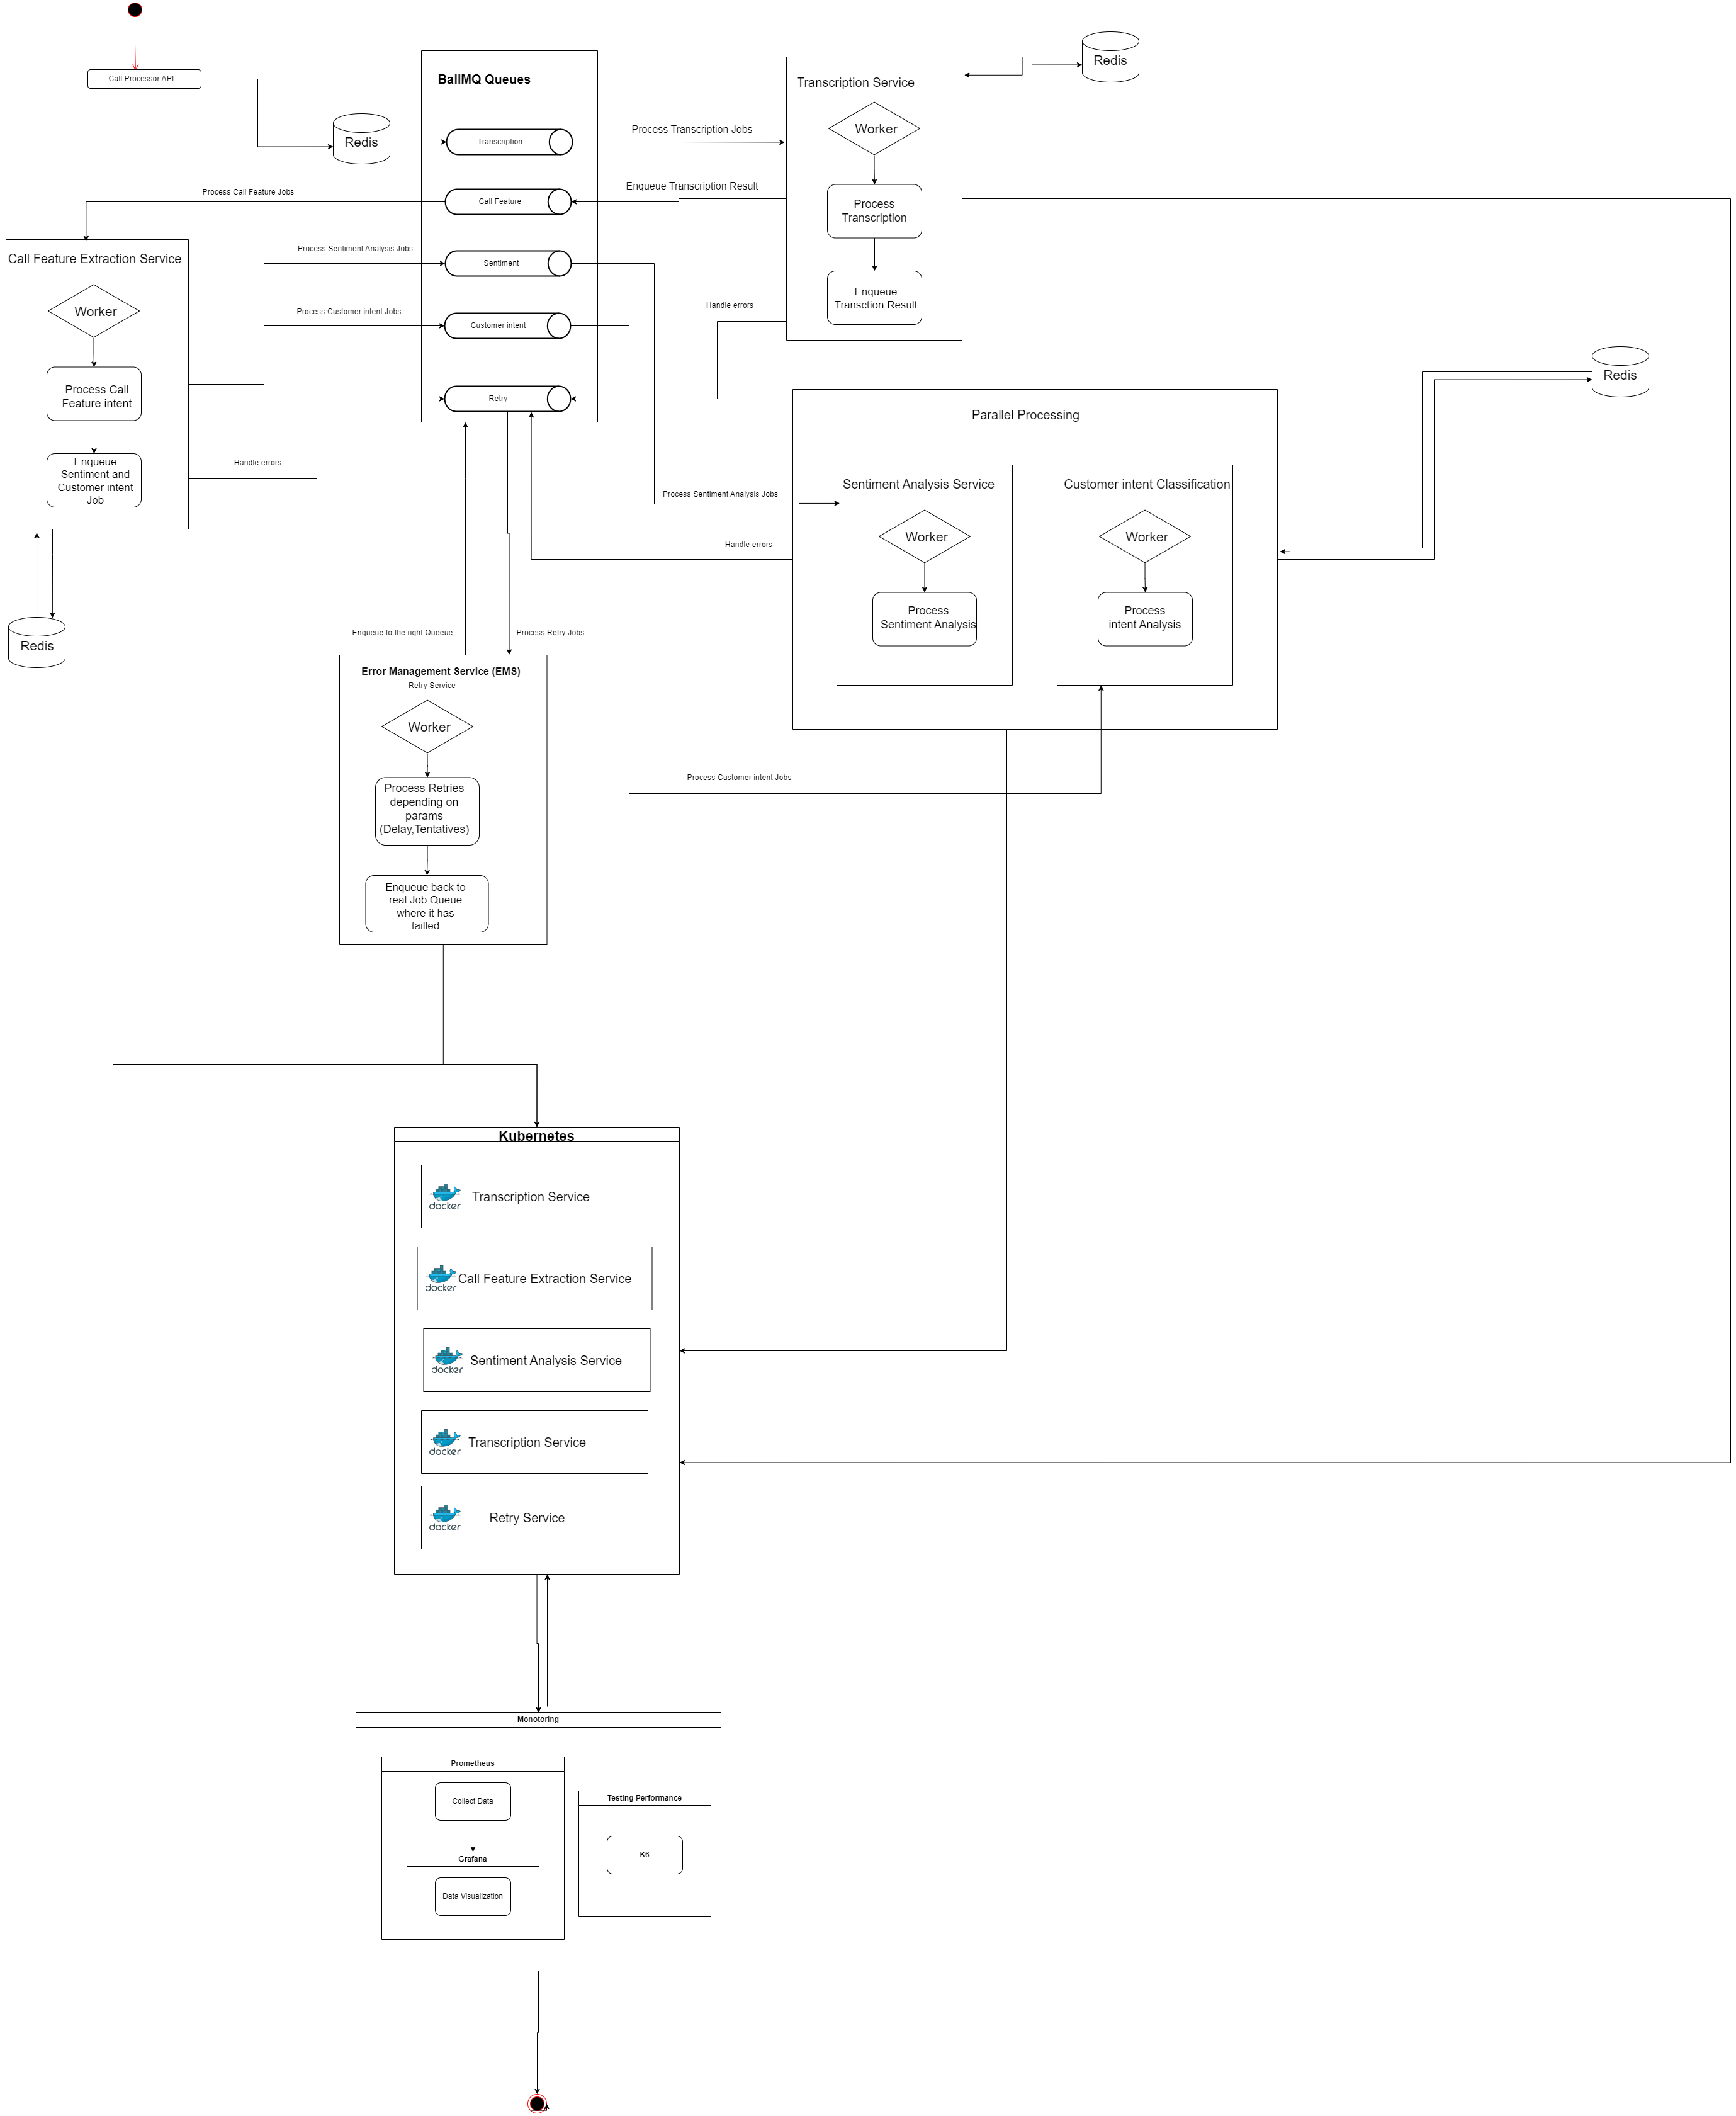 Call Processor API
Redis
BallMQ Queues
Transcription
Call Feature
Sentiment
Customer intent
Retry
Process Transcription Jobs
Enqueue Transcription Result
Transcription Service
Worker
Process
Transcription
Enqueue
Transction Result
Redis
Process Call Feature Jobs
Process Sentiment Analysis Jobs
Process Customer intent Jobs
Handle errors
Handle errors
Call Feature Extraction Service
Worker
Process Call
Feature intent
Enqueue
Sentiment and
Customer intent
Job
Redis
Parallel Processing
Redis
Process Sentiment Analysis Jobs
Handle errors
Sentiment Analysis Service
Worker
Process
Sentiment Analysis
Customer intent Classification
Worker
Process
intent Analysis
Process Customer intent Jobs
Enqueue to the right Queeue
Process Retry Jobs
Error Management Service (EMS)
Retry Service
Worker
Process Retries
depending on
params
(Delay,Tentatives)
Enqueue back to
real Job Queue
where it has
failled
Kubernetes
docker
Transcription Service
docker
Call Feature Extraction Service
docker
Sentiment Analysis Service
docker
Transcription Service
docker
Retry Service
Monotoring
Prometheus
Collect Data
Grafana
Data Visualization
Testing Performance
K6